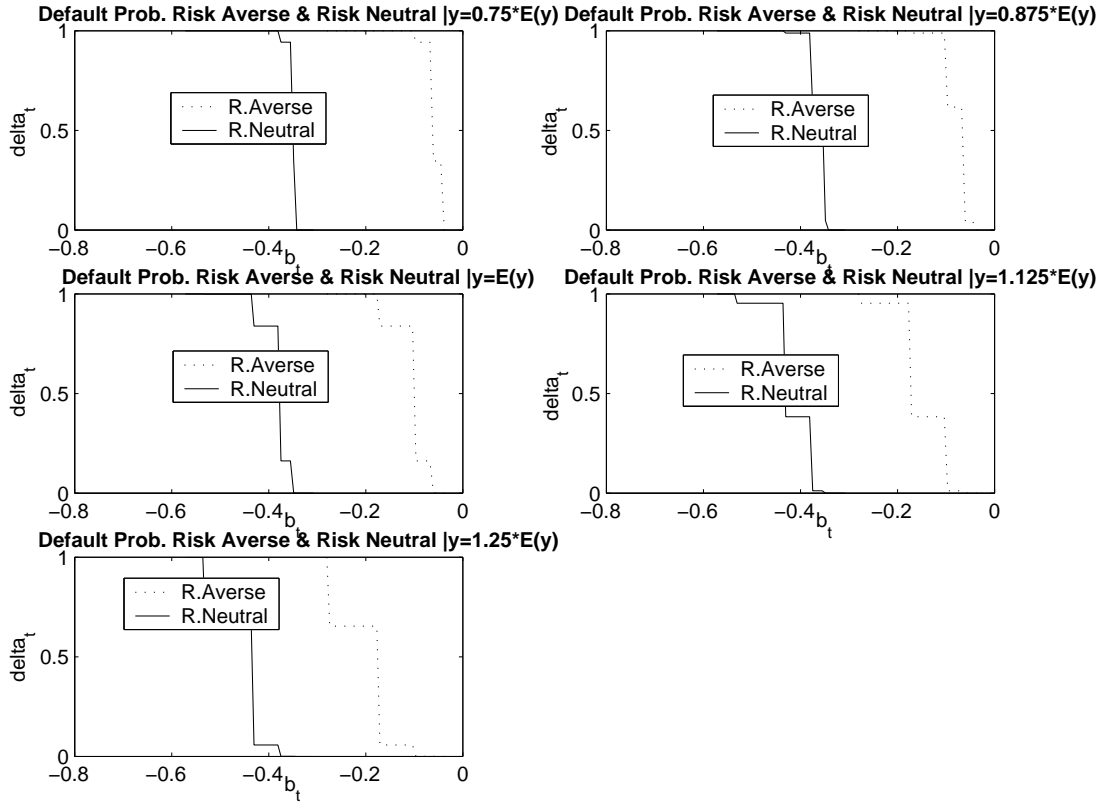 Default Prob. Risk Averse & Risk Neutral |y=0.75*E(y)
1
0.5
0
delta_t
R.Averse
R.Neutral
−0.8 −0.6 −0.4 −0.2 0
b_t
Default Prob. Risk Averse & Risk Neutral |y=0.875*E(y)
1
0.5
0
delta_t
R.Averse
R.Neutral
−0.8 −0.6 −0.4 −0.2 0
b_t
Default Prob. Risk Averse & Risk Neutral |y=E(y)
1
0.5
0
delta_t
R.Averse
R.Neutral
−0.8 −0.6 −0.4 −0.2 0
b_t
Default Prob. Risk Averse & Risk Neutral |y=1.125*E(y)
1
0.5
0
delta_t
R.Averse
R.Neutral
−0.8 −0.6 −0.4 −0.2 0
b_t
Default Prob. Risk Averse & Risk Neutral |y=1.25*E(y)
1
0.5
0
delta_t
R.Averse
R.Neutral
−0.8 −0.6 −0.4 −0.2 0
b_t